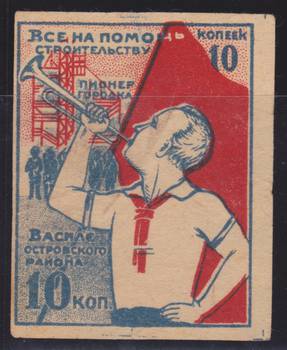 ВСЕ НА ПОМОЩЬ
СТРОИТЕЛЬСТВУ
КОПЕЕК
10
ПИОНЕР
ГОРОДКА
ВАСИЛЕ
ОСТРОВСКОГО
РАЙОНА
10 КОП.